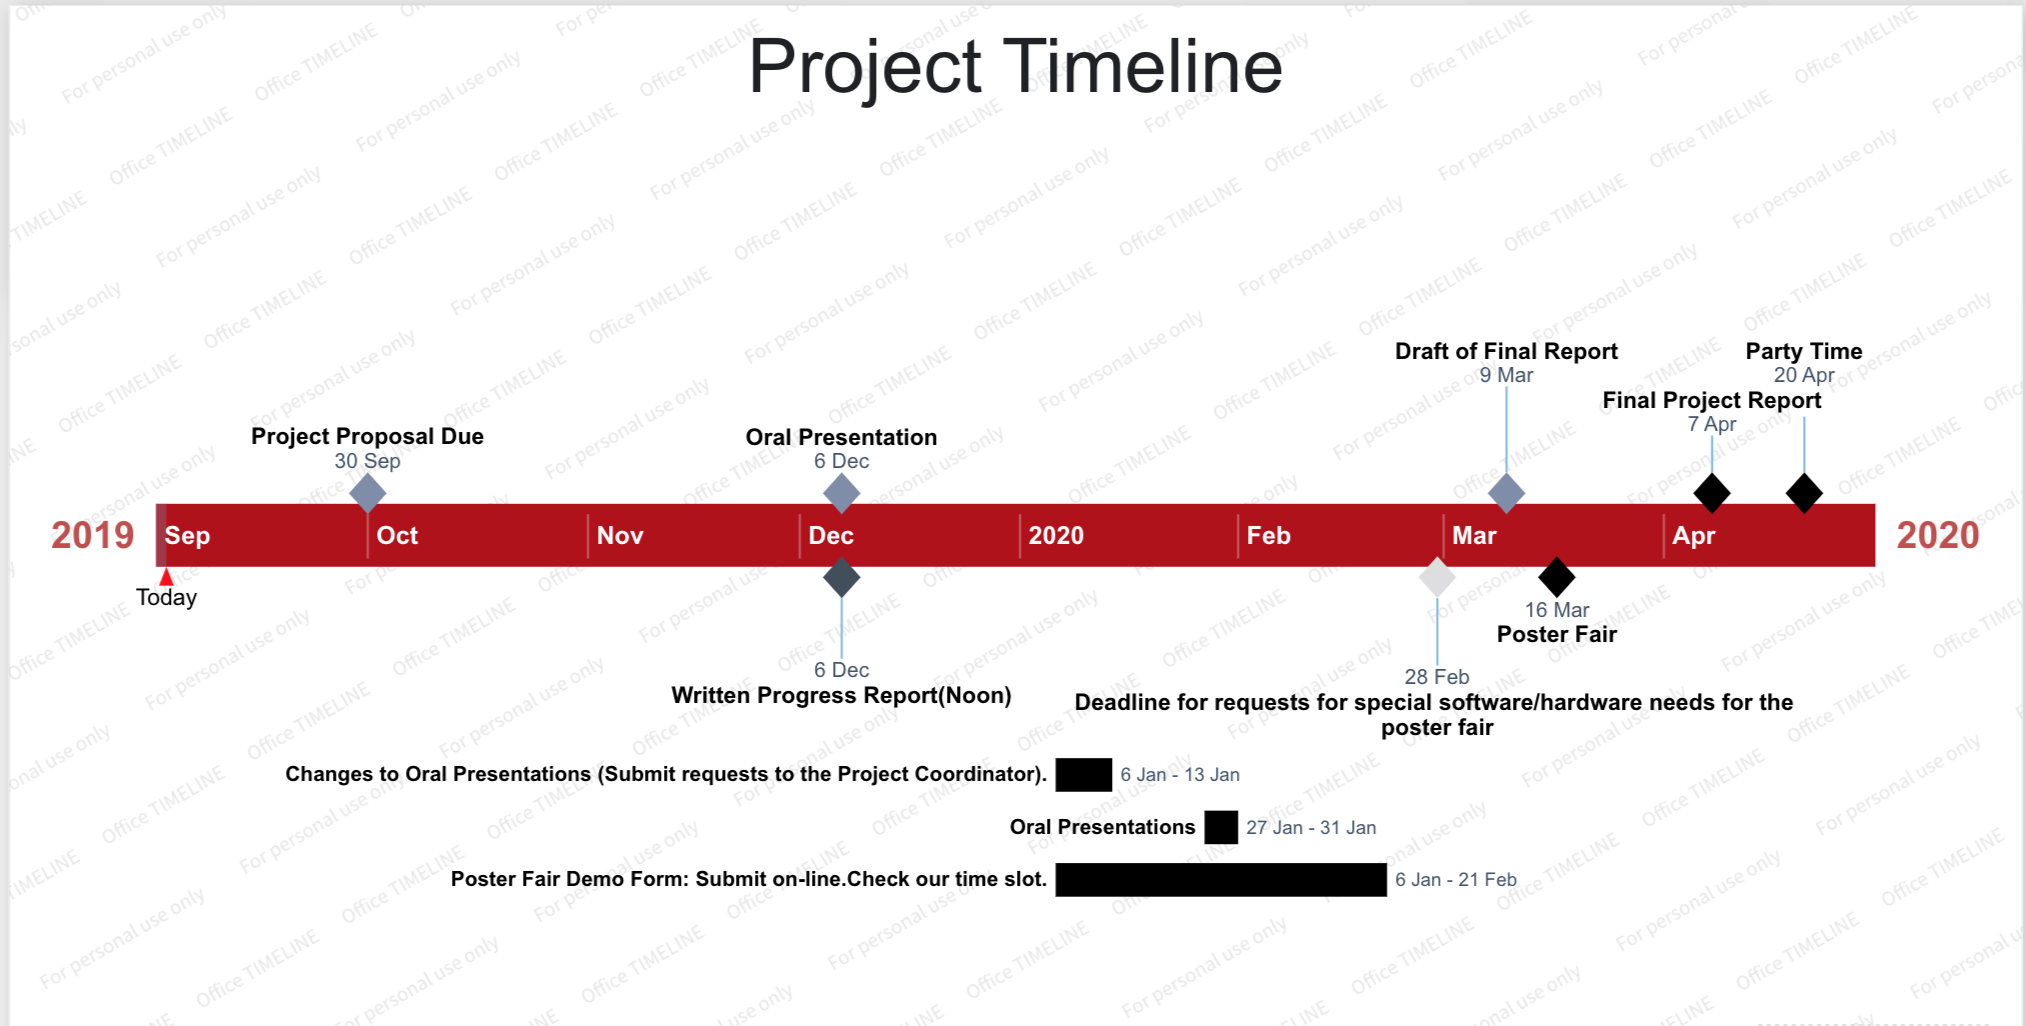 Project Timeline
Draft of Final Report
9 Mar
Party Time
20 Apr
Final Project Report
7 Apr
Project Proposal Due
30 Sep
Oral Presentation
6 Dec
2019
Sep
Oct
Nov
Dec
2020
Feb
Mar
Apr
2020
Today
16 Mar
Poster Fair
6 Dec
Written Progress Report(Noon)
28 Feb
Deadline for requests for special software/hardware needs for the
poster fair
Changes to Oral Presentations (Submit requests to the Project Coordinator).
6 Jan - 13 Jan
Oral Presentations
27 Jan - 31 Jan
Poster Fair Demo Form: Submit on-line.Check our time slot.
6 Jan - 21 Feb
For personal use only
Office TIMELINE